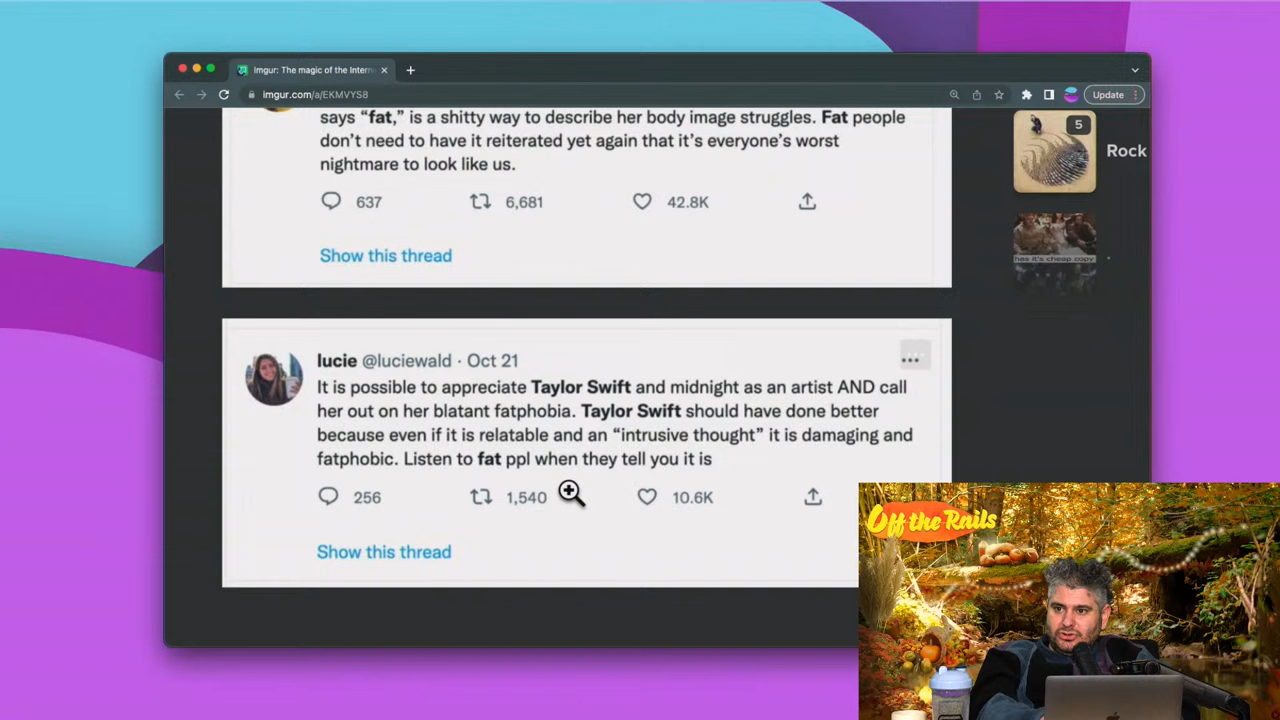 Imgur: The magic of the Intern
imgur.com/a/EKMVYS8
Update
says “fat,” is a shitty way to describe her body image struggles. Fat people
don’t need to have it reiterated yet again that it’s everyone’s worst
nightmare to look like us.
637 6,681 42.8K
Show this thread
5
Rock
has it's cheap copy
lucie @luciewald · Oct 21
It is possible to appreciate Taylor Swift and midnight as an artist AND call
her out on her blatant fatphobia. Taylor Swift should have done better
because even if it is relatable and an “intrusive thought” it is damaging and
fatphobic. Listen to fat ppl when they tell you it is
256 1,540 10.6K
Show this thread
Off the Rails